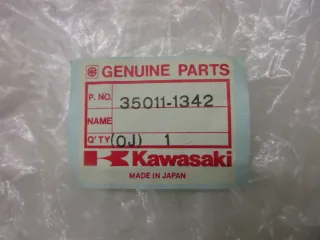 GENUINE PARTS
P. NO. 35011-1342
NAME
Q'TY (OJ) 1
Kawasaki
MADE IN JAPAN